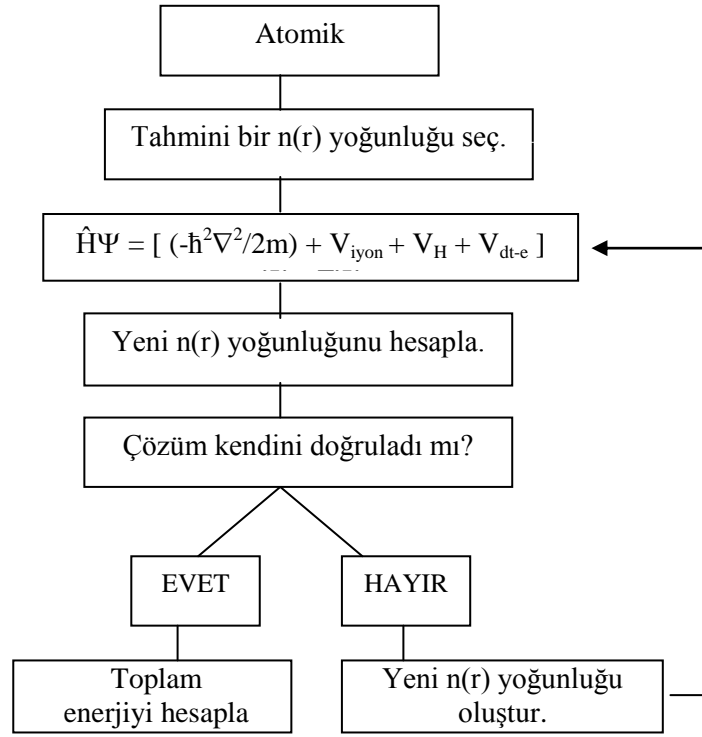 Atomik
Tahmini bir n(r) yoğunluğu seç.
ĤΨ = [ (-ħ²∇²/2m) + V_iyon + V_H + V_dt-e ]
Yeni n(r) yoğunluğunu hesapla.
Çözüm kendini doğruladı mı?
EVET
HAYIR
Toplam
enerjiyi hesapla
Yeni n(r) yoğunluğu
oluştur.